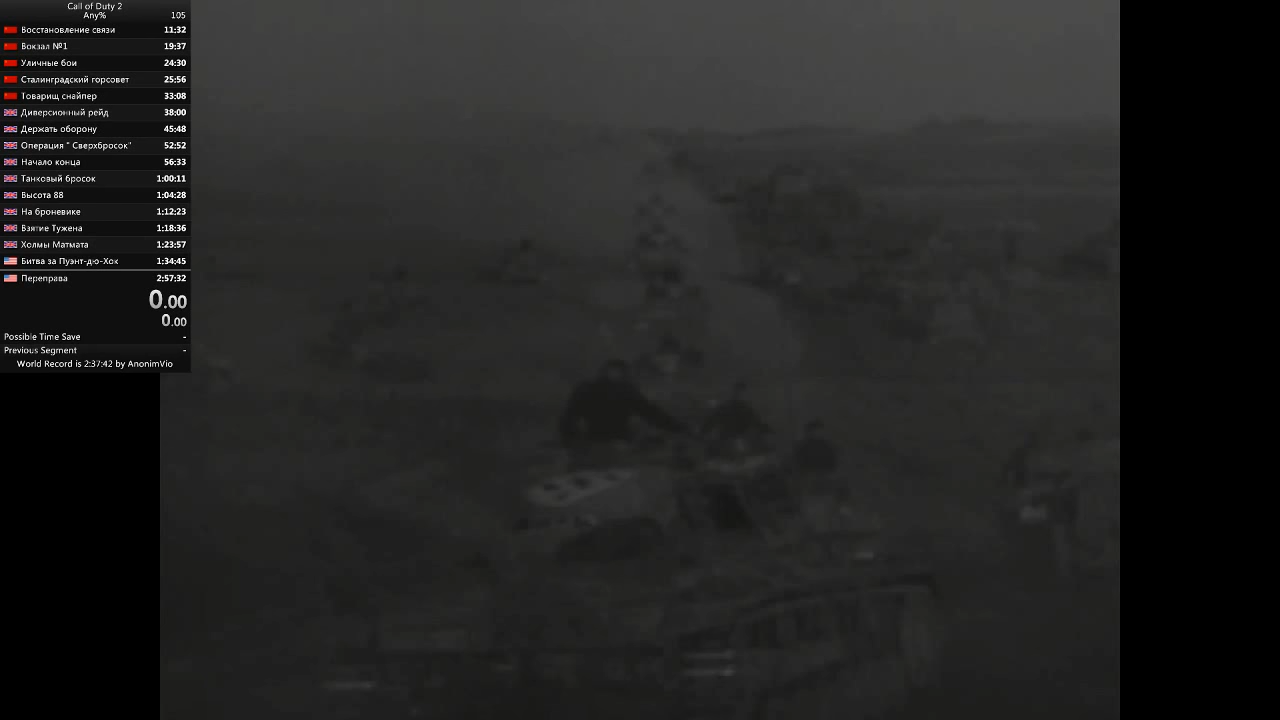 Call of Duty 2
Any% 105
Восстановление связи 11:32
Вокзал №1 19:37
Уличные бои 24:30
Сталинградский горсовет 25:56
Товарищ снайпер 33:08
Диверсионный рейд 38:00
Держать оборону 45:48
Операция " Сверхбросок" 52:52
Начало конца 56:33
Танковый бросок 1:00:11
Высота 88 1:04:28
На броневике 1:12:23
Взятие Тужена 1:18:36
Холмы Матмата 1:23:57
Битва за Пуэнт-дю-Хок 1:34:45
Переправа 2:57:32
0.00
0.00
Possible Time Save -
Previous Segment -
World Record is 2:37:42 by AnonimVio